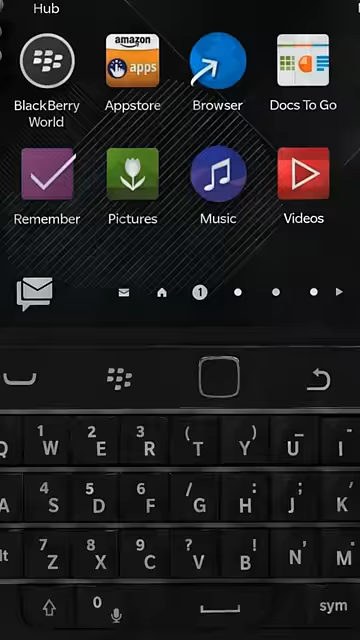 Hub
amazon
apps
BlackBerry World
Appstore
Browser
Docs To Go
Remember
Pictures
Music
Videos
1
Q 1 W 2 E 3 R ( T Y ) U _ I -
A 4 S 5 D 6 F / G H : J ; K '
lt 7 Z 8 X 9 C ? V B ! N , M .
0 sym